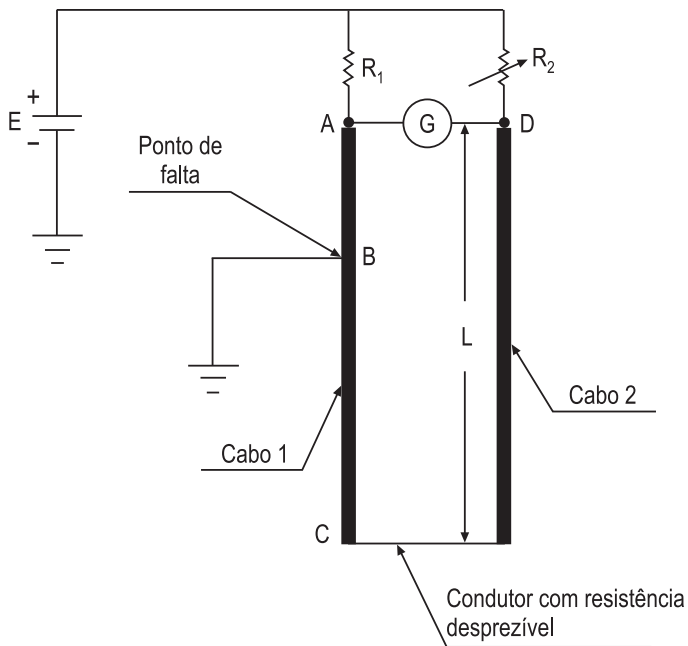 R1
R2
+
E
-
A
G
D
Ponto de
falta
B
L
Cabo 2
Cabo 1
C
Condutor com resistência
desprezível